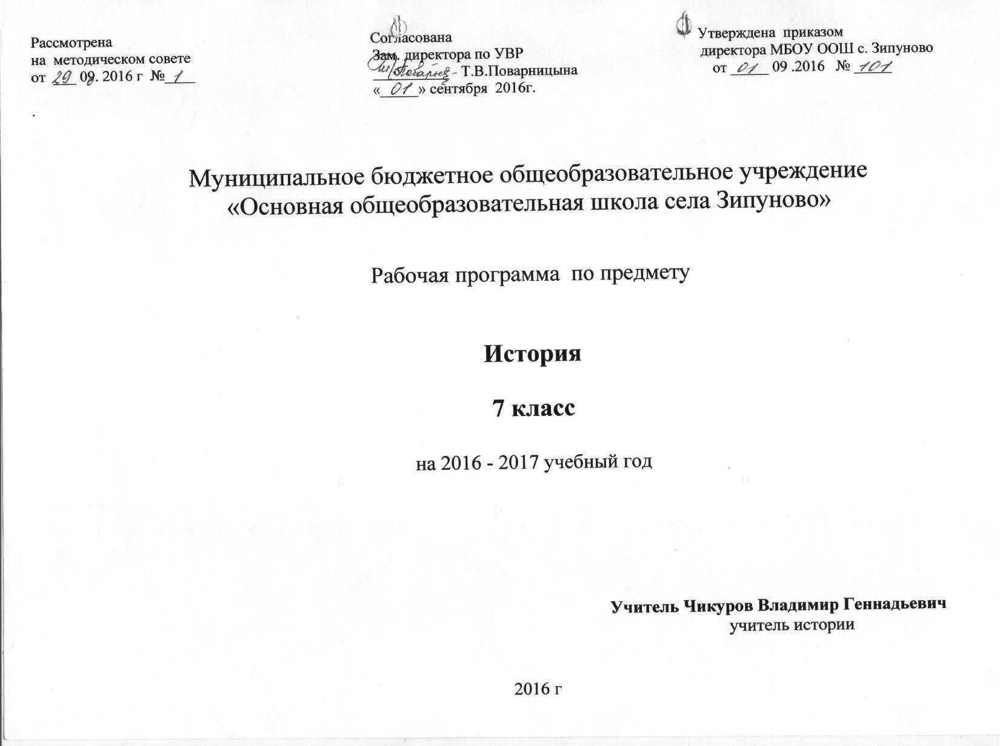 Рассмотрена
на методическом совете
от 29 08. 2016 г №1
Согласована
Зам. директора по УВР
Т.В.Поварницына
«01» сентября 2016г.
Утверждена приказом
директора МБОУ ООШ с. Зипуново
от 01 09 .2016 № 101
Муниципальное бюджетное общеобразовательное учреждение
«Основная общеобразовательная школа села Зипуново»
Рабочая программа по предмету
История
7 класс
на 2016 - 2017 учебный год
Учитель Чикуров Владимир Геннадьевич
учитель истории
2016 г